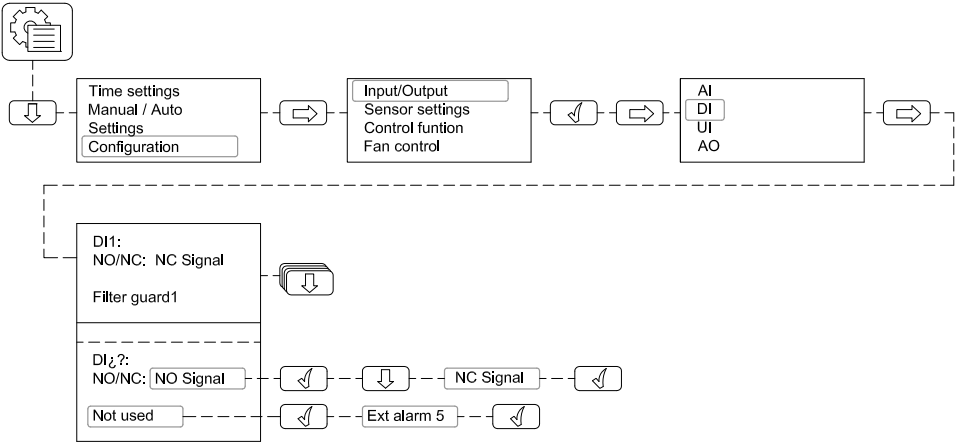 Time settings
Manual / Auto
Settings
Configuration
Input/Output
Sensor settings
Control funtion
Fan control
AI
DI
UI
AO
DI1:
NO/NC: NC Signal
Filter guard1
DI¿?:
NO/NC: NO Signal
NC Signal
Not used
Ext alarm 5